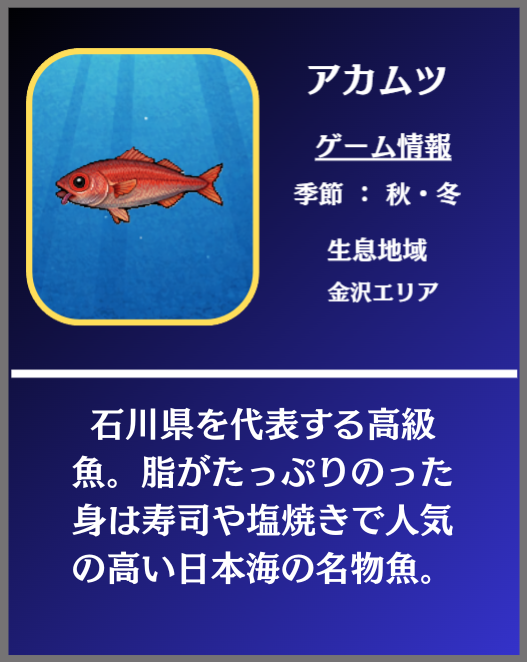 アカムツ
ゲーム情報
季節 ： 秋・冬
生息地域
金沢エリア
石川県を代表する高級
魚。脂がたっぷりのった
身は寿司や塩焼きで人気
の高い日本海の名物魚。